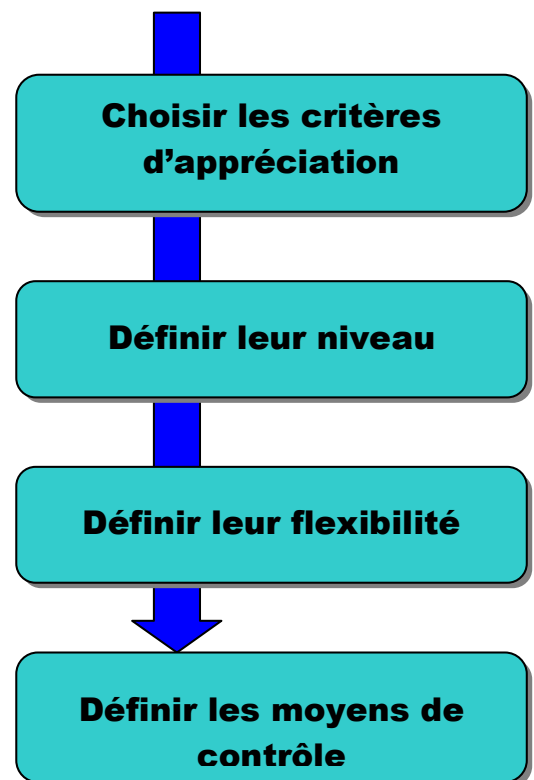 Choisir les critères
d’appréciation
Définir leur niveau
Définir leur flexibilité
Définir les moyens de
contrôle